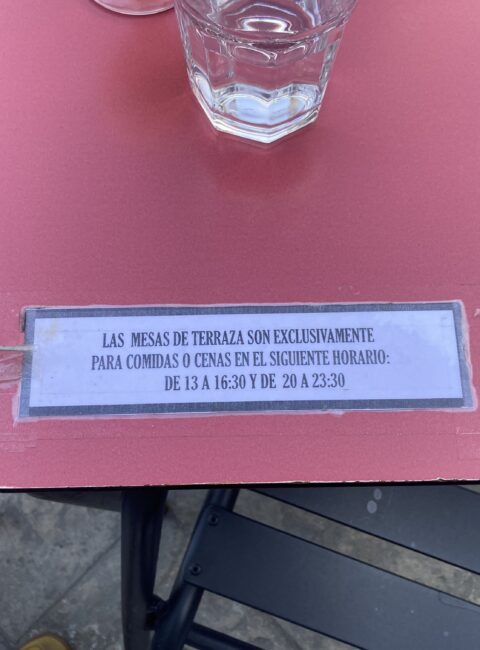 LAS MESAS DE TERRAZA SON EXCLUSIVAMENTE
PARA COMIDAS O CENAS EN EL SIGUIENTE HORARIO:
DE 13 A 16:30 Y DE 20 A 23:30